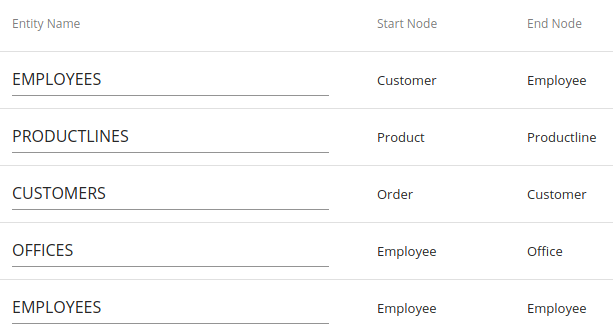 Entity Name Start Node End Node
EMPLOYEES Customer Employee
PRODUCTLINES Product Productline
CUSTOMERS Order Customer
OFFICES Employee Office
EMPLOYEES Employee Employee